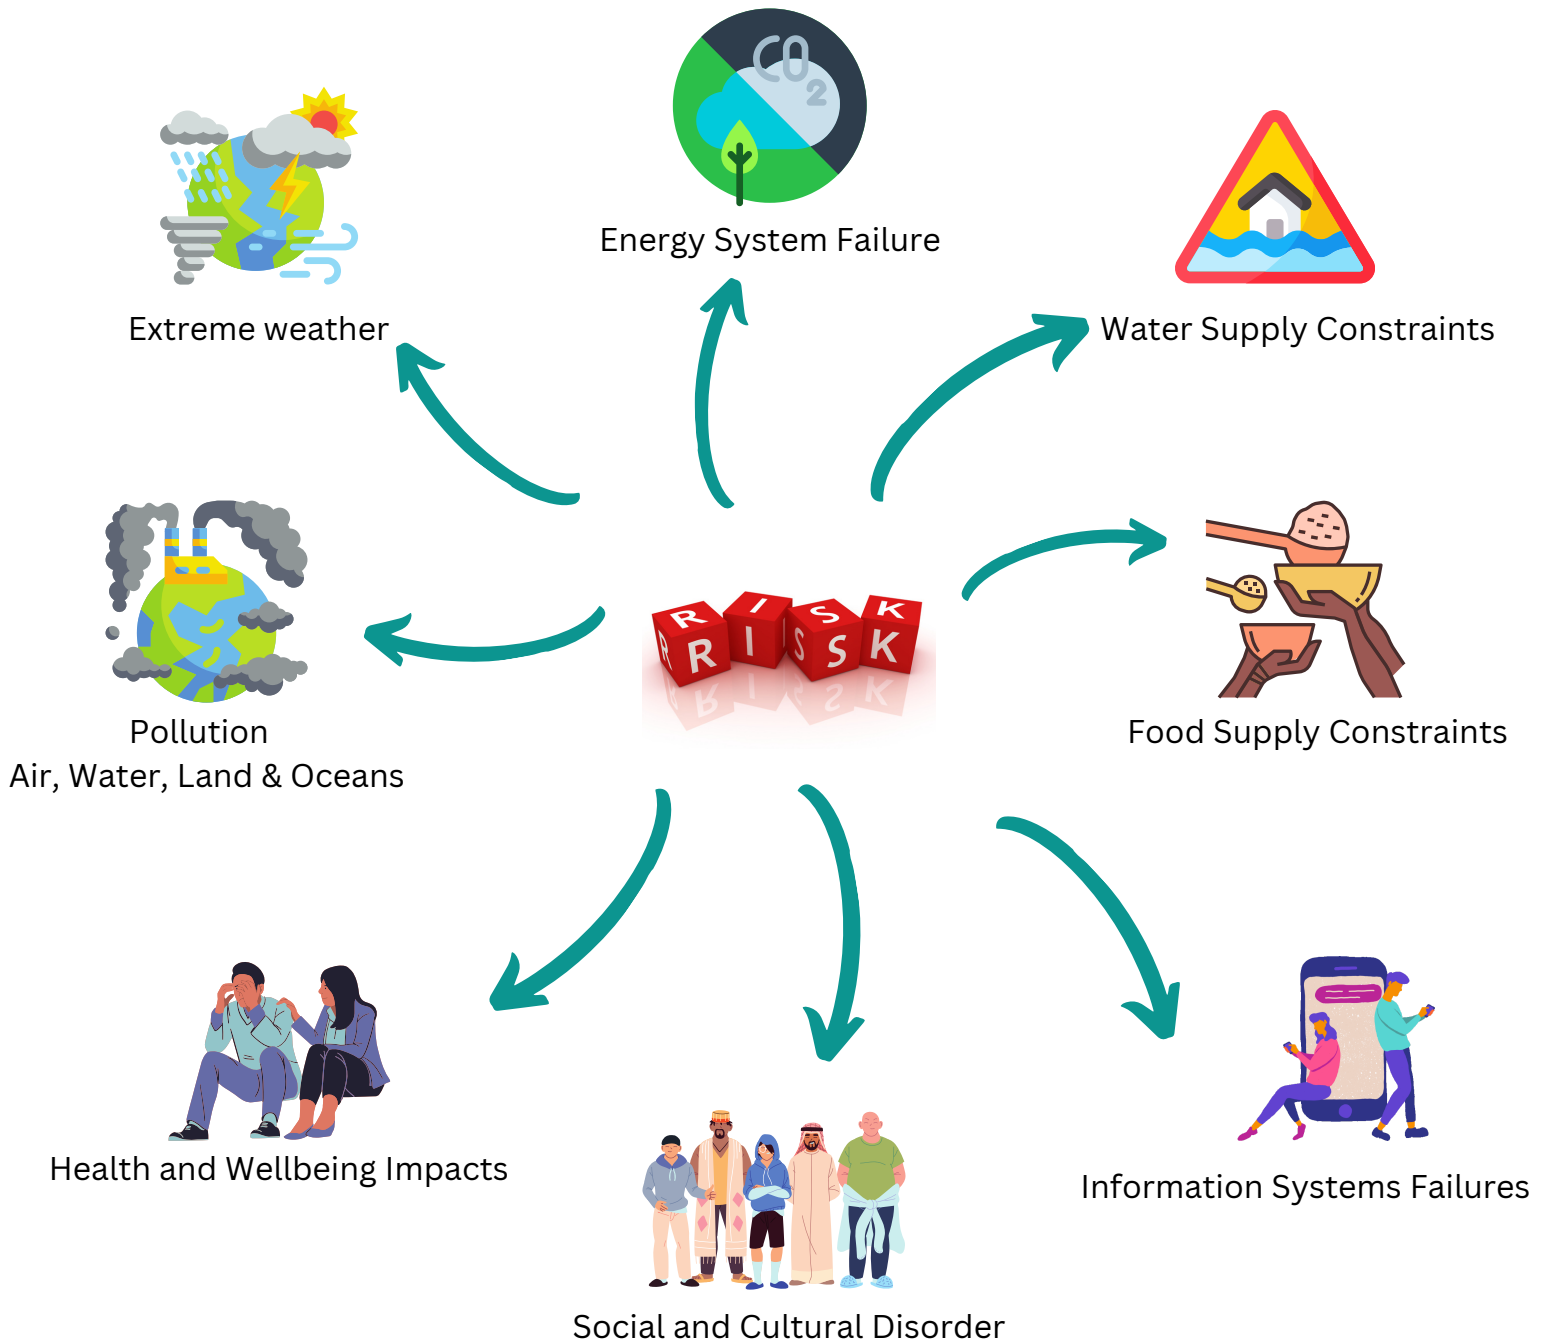 CO2
Energy System Failure
Extreme weather
Water Supply Constraints
R I S K
R R I S S K
Pollution
Air, Water, Land & Oceans
Food Supply Constraints
Health and Wellbeing Impacts
Information Systems Failures
Social and Cultural Disorder